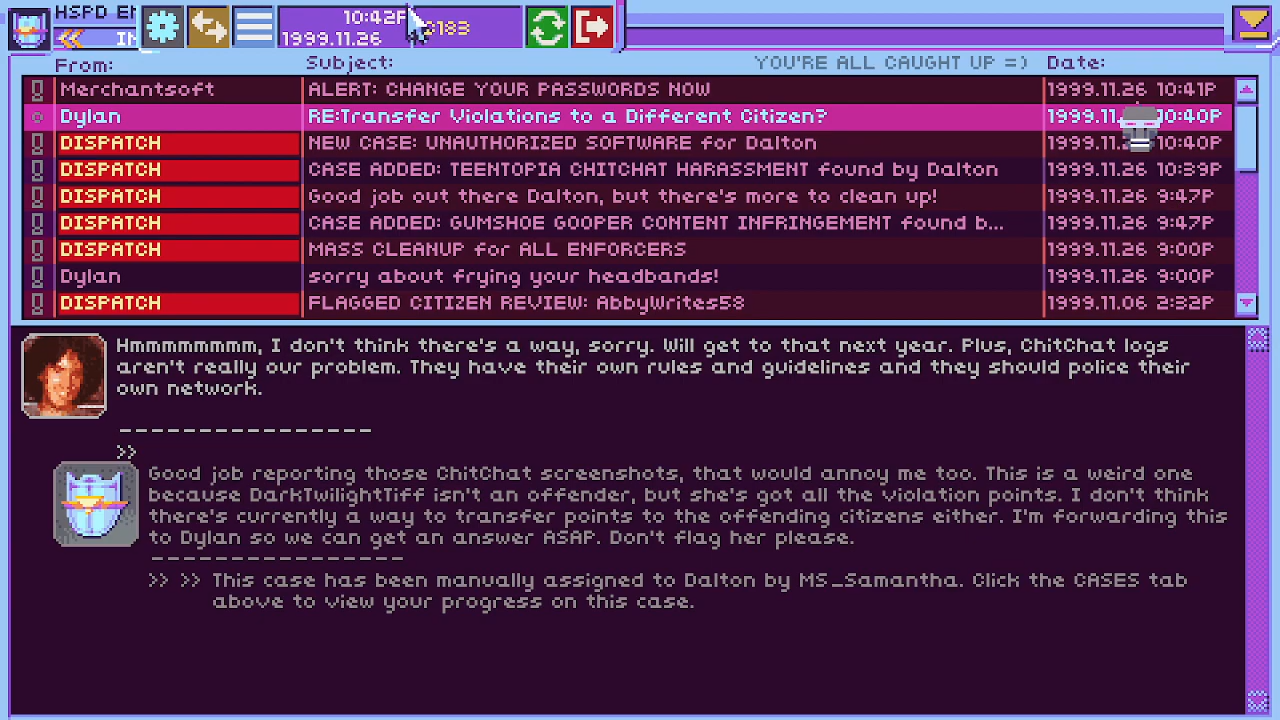 HSPD
10:42P
1999.11.26
From:
Subject:
YOU'RE ALL CAUGHT UP =)
Date:
Merchantsoft
ALERT: CHANGE YOUR PASSWORDS NOW
1999.11.26 10:41P
Dylan
RE:Transfer Violations to a Different Citizen?
1999.11. 10:40P
DISPATCH
NEW CASE: UNAUTHORIZED SOFTWARE for Dalton
1999.11.26 10:40P
DISPATCH
CASE ADDED: TEENTOPIA CHITCHAT HARASSMENT found by Dalton
1999.11.26 10:39P
DISPATCH
Good job out there Dalton, but there's more to clean up!
1999.11.26 9:47P
DISPATCH
CASE ADDED: GUMSHOE GOOPER CONTENT INFRINGEMENT found b...
1999.11.26 9:47P
DISPATCH
MASS CLEANUP for ALL ENFORCERS
1999.11.26 9:00P
Dylan
sorry about frying your headbands!
1999.11.26 9:00P
DISPATCH
FLAGGED CITIZEN REVIEW: AbbyWrites58
1999.11.06 2:32P
Hmmmmmmmm, I don't think there's a way, sorry. Will get to that next year. Plus, ChitChat logs
aren't really our problem. They have their own rules and guidelines and they should police their
own network.
----------------
>>
Good job reporting those ChitChat screenshots, that would annoy me too. This is a weird one
because DarkTwilightTiff isn't an offender, but she's got all the violation points. I don't think
there's currently a way to transfer points to the offending citizens either. I'm forwarding this
to Dylan so we can get an answer ASAP. Don't flag her please.
----------------
>> >> This case has been manually assigned to Dalton by MS_Samantha. Click the CASES tab
above to view your progress on this case.